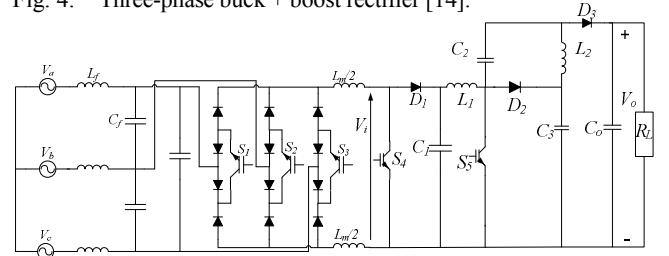 Fig. 4. Three-phase buck + boost rectifier [14].
D3
Va Lf Lm/2 C2 L2 +
D1 L1 D2 Vo
Cf Vi RL
Vb S1 S2 S3 S4 C1 S5 C3 Co
Vc Lm/2 -